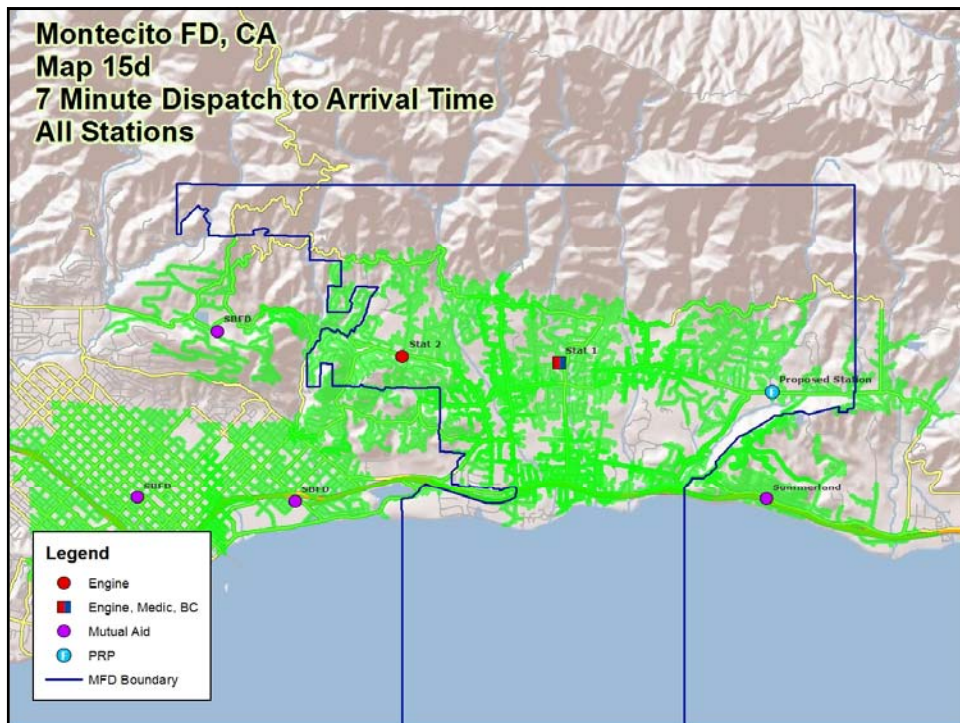 Montecito FD, CA
Map 15d
7 Minute Dispatch to Arrival Time
All Stations
SBFD
Stat 2
Stat 1
Proposed Station
F
SBFD
SBFD
Summerland
Legend
Engine
Engine, Medic, BC
Mutual Aid
F
PRP
MFD Boundary